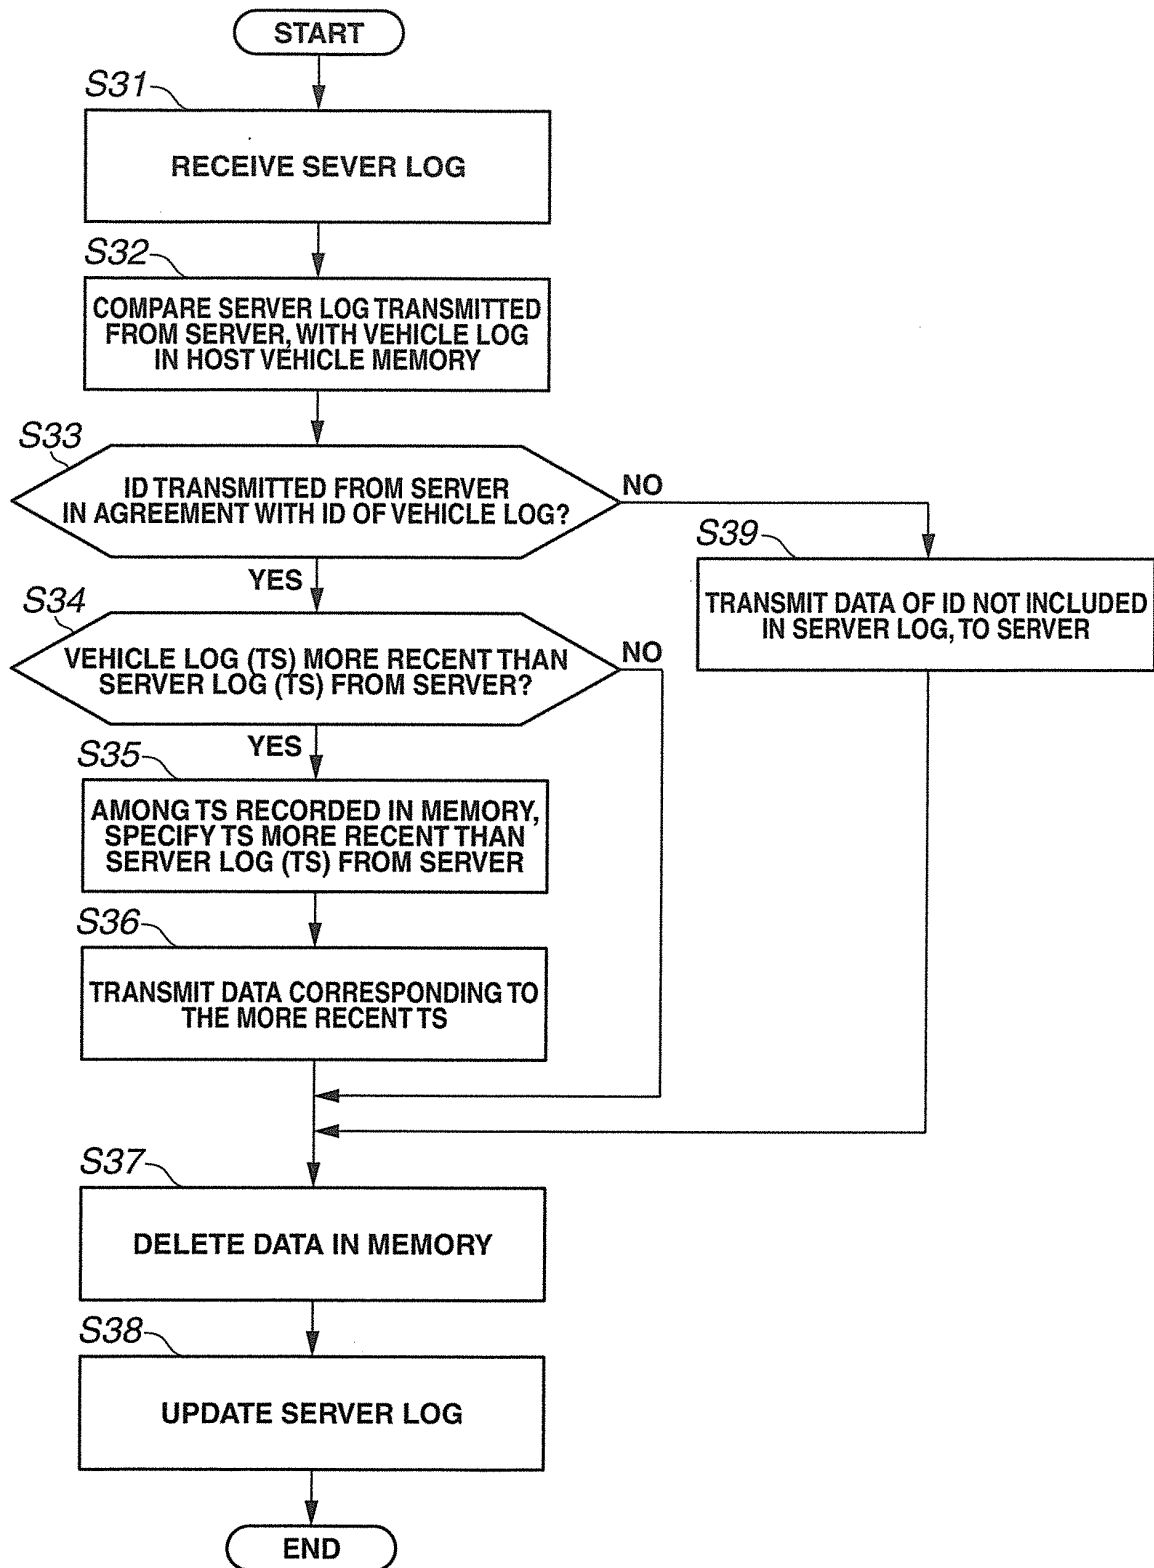 START
S31
RECEIVE SEVER LOG
S32
COMPARE SERVER LOG TRANSMITTED
FROM SERVER, WITH VEHICLE LOG
IN HOST VEHICLE MEMORY
S33
ID TRANSMITTED FROM SERVER
IN AGREEMENT WITH ID OF VEHICLE LOG?
NO
S39
TRANSMIT DATA OF ID NOT INCLUDED
IN SERVER LOG, TO SERVER
YES
S34
VEHICLE LOG (TS) MORE RECENT THAN
SERVER LOG (TS) FROM SERVER?
NO
YES
S35
AMONG TS RECORDED IN MEMORY,
SPECIFY TS MORE RECENT THAN
SERVER LOG (TS) FROM SERVER
S36
TRANSMIT DATA CORRESPONDING TO
THE MORE RECENT TS
S37
DELETE DATA IN MEMORY
S38
UPDATE SERVER LOG
END